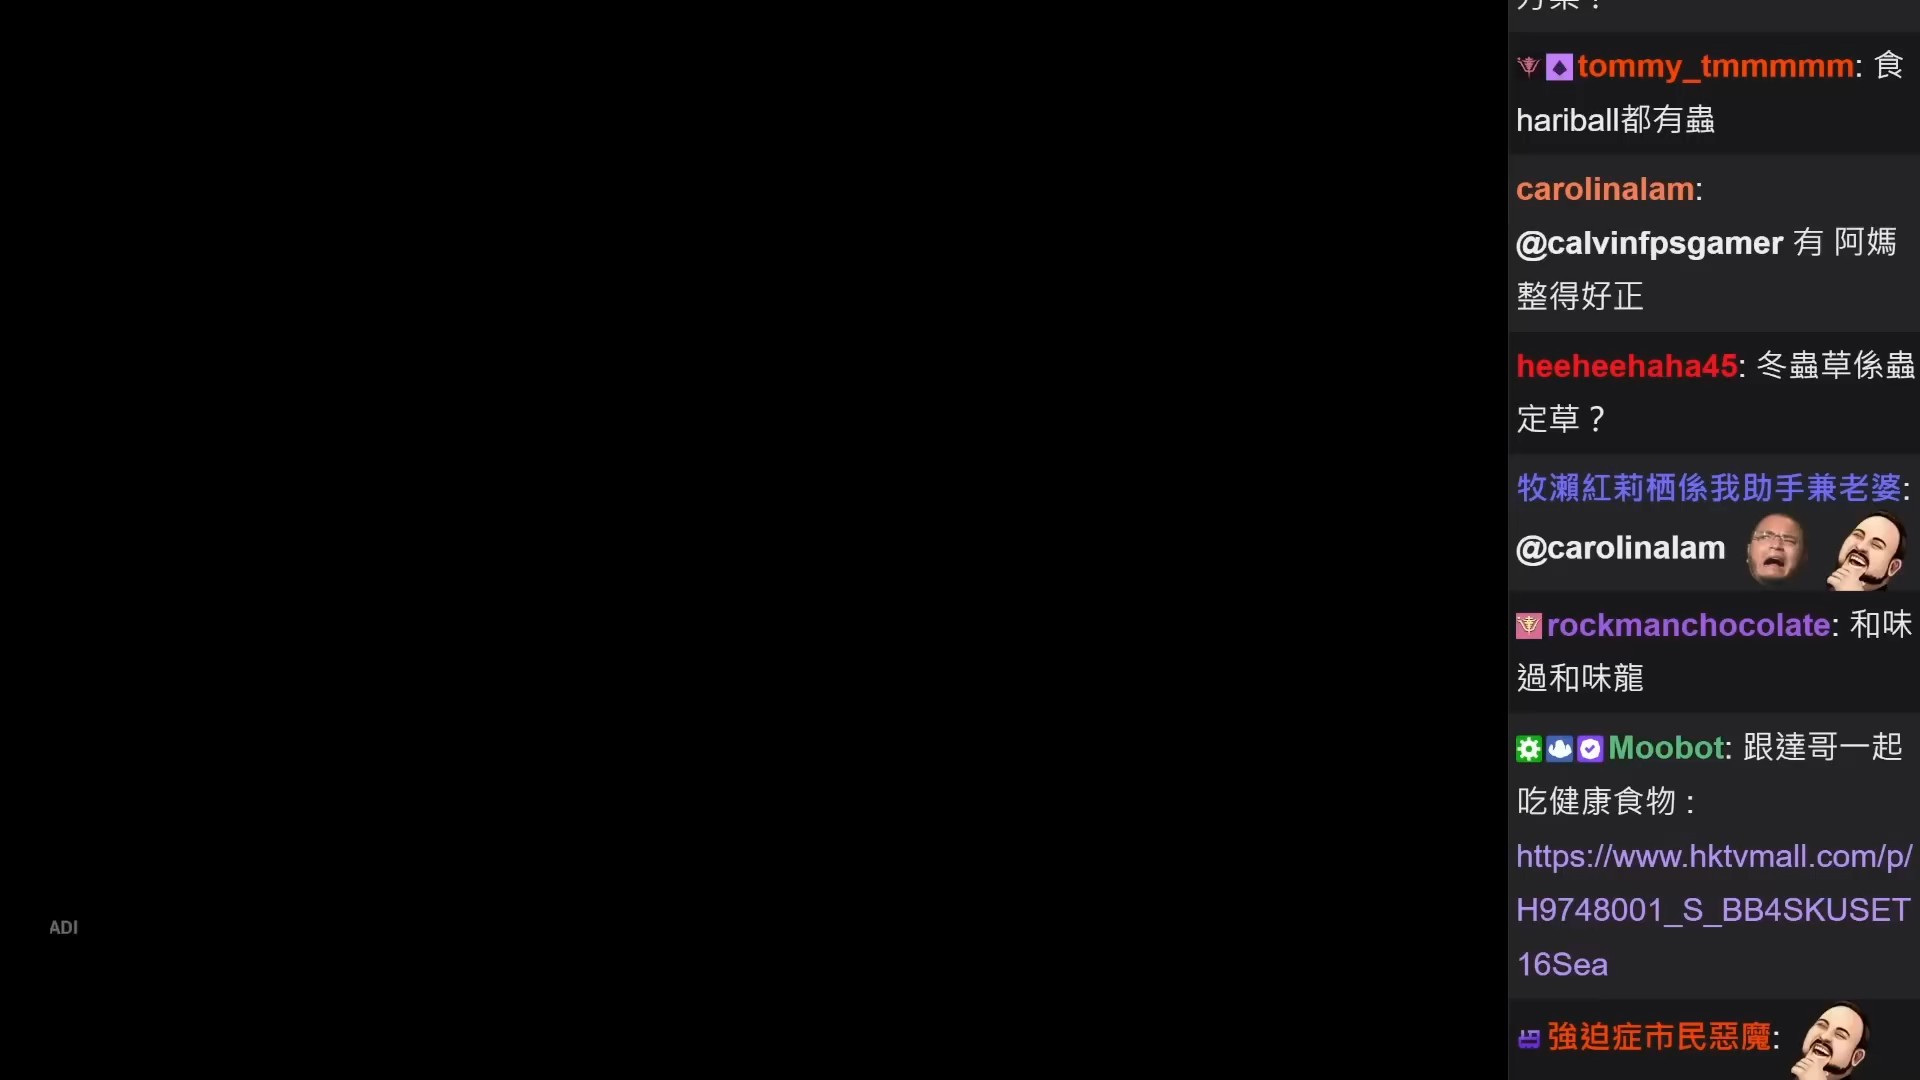 方案？
tommy_tmmmmm: 食
hariball都有蟲
carolinalam:
@calvinfpsgamer 有 阿媽
整得好正
heeheehaha45: 冬蟲草係蟲
定草？
牧瀨紅莉栖係我助手兼老婆:
@carolinalam
rockmanchocolate: 和味
過和味龍
Moobot: 跟達哥一起
吃健康食物 :
https://www.hktvmall.com/p/
H9748001_S_BB4SKUSET
16Sea
強迫症市民惡魔:
ADI